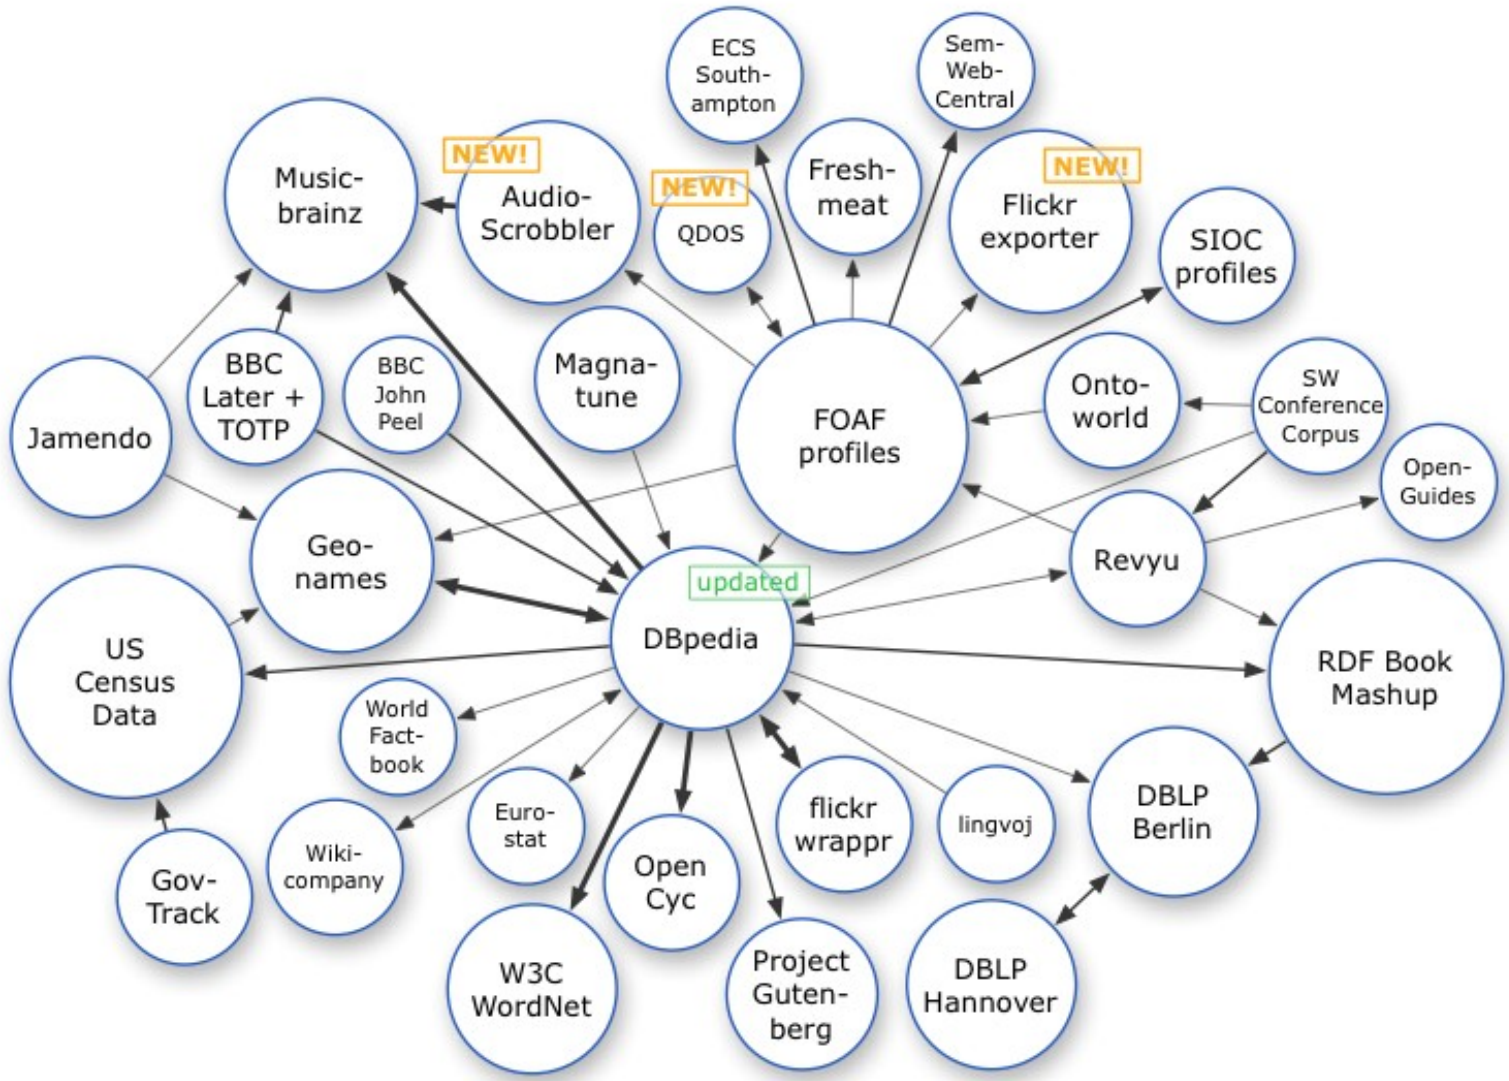 ECS
South-
ampton
Sem-
Web-
Central
NEW!
Audio-
Scrobbler
Music-
brainz
NEW!
QDOS
Fresh-
meat
NEW!
Flickr
exporter
SIOC
profiles
Jamendo
BBC
Later +
TOTP
BBC
John
Peel
Magna-
tune
FOAF
profiles
Onto-
world
SW
Conference
Corpus
Open-
Guides
Geo-
names
Revyu
updated
DBpedia
US
Census
Data
RDF Book
Mashup
World
Fact-
book
Wiki-
company
Euro-
stat
Open
Cyc
flickr
wrappr
lingvoj
DBLP
Berlin
Gov-
Track
W3C
WordNet
Project
Guten-
berg
DBLP
Hannover